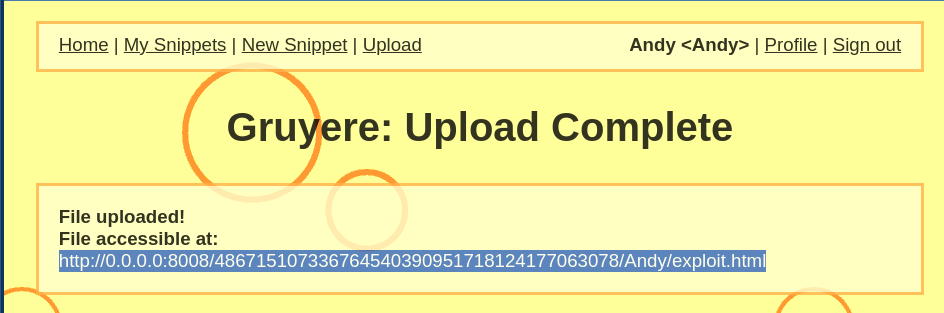 Home | My Snippets | New Snippet | Upload
Andy <Andy> | Profile | Sign out
Gruyere: Upload Complete
File uploaded!
File accessible at:
http://0.0.0.0:8008/486715107336764540390951718124177063078/Andy/exploit.html